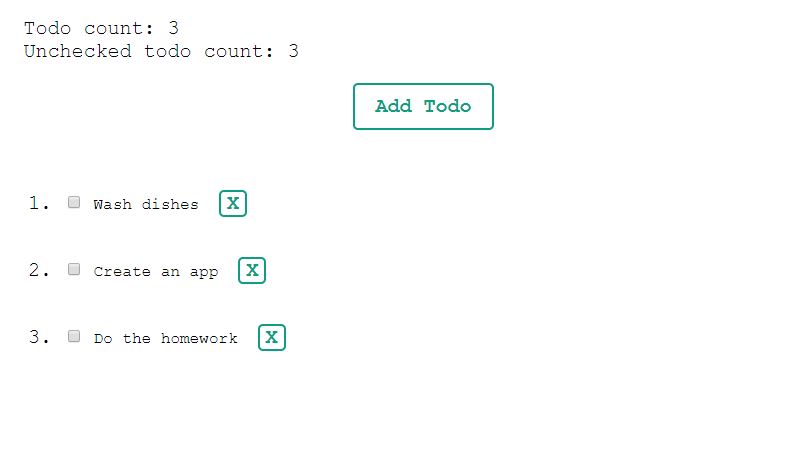 Todo count: 3
Unchecked todo count: 3
Add Todo
1. Wash dishes X
2. Create an app X
3. Do the homework X